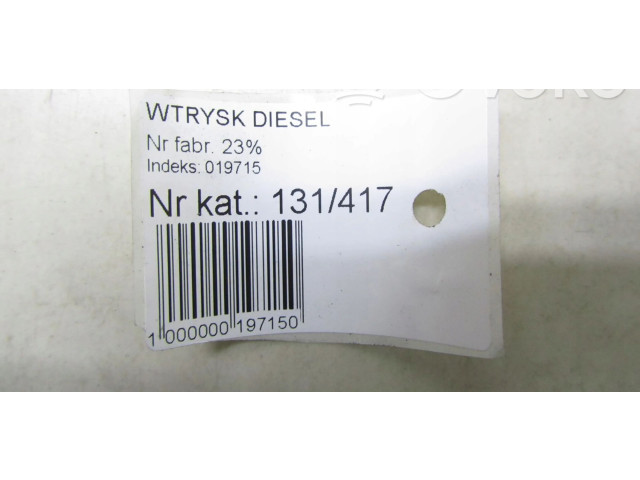 WTRYSK DIESEL
Nr fabr. 23%
Indeks: 019715
Nr kat.: 131/417
1 000000 197150